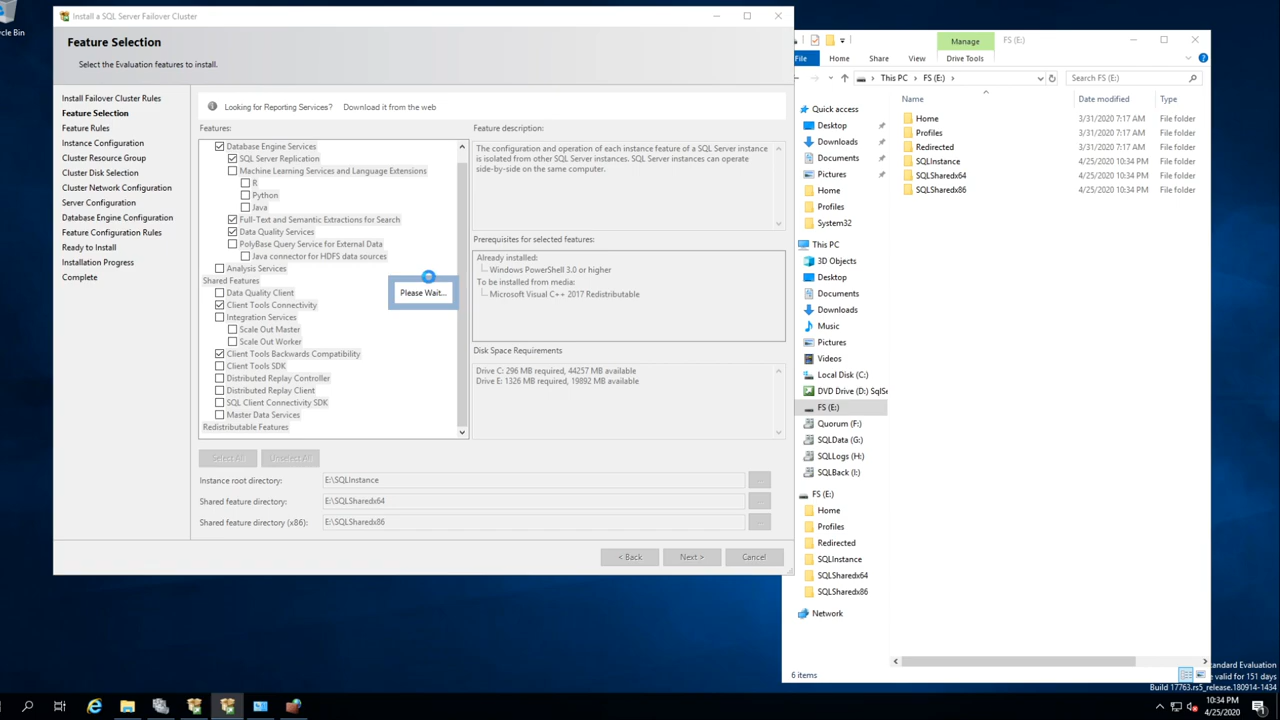 cle Bin
Install a SQL Server Failover Cluster
Feature Selection
Select the Evaluation features to install.
Install Failover Cluster Rules
Feature Selection
Feature Rules
Instance Configuration
Cluster Resource Group
Cluster Disk Selection
Cluster Network Configuration
Server Configuration
Database Engine Configuration
Feature Configuration Rules
Ready to Install
Installation Progress
Complete
Looking for Reporting Services? Download it from the web
Features:
Database Engine Services
SQL Server Replication
Machine Learning Services and Language Extensions
R
Python
Java
Full-Text and Semantic Extractions for Search
Data Quality Services
PolyBase Query Service for External Data
Java connector for HDFS data sources
Analysis Services
Shared Features
Data Quality Client
Client Tools Connectivity
Integration Services
Scale Out Master
Scale Out Worker
Client Tools Backwards Compatibility
Client Tools SDK
Distributed Replay Controller
Distributed Replay Client
SQL Client Connectivity SDK
Master Data Services
Redistributable Features
Please Wait...
Feature description:
The configuration and operation of each instance feature of a SQL Server instance
is isolated from other SQL Server instances. SQL Server instances can operate
side-by-side on the same computer.
Prerequisites for selected features:
Already installed:
Windows PowerShell 3.0 or higher
To be installed from media:
Microsoft Visual C++ 2017 Redistributable
Disk Space Requirements
Drive C: 296 MB required, 44257 MB available
Drive E: 1326 MB required, 19892 MB available
Select All Unselect All
Instance root directory: E:\SQLInstance ...
Shared feature directory: E:\SQLSharedx64 ...
Shared feature directory (x86): E:\SQLSharedx86 ...
< Back Next > Cancel
Manage FS (E:)
File Home Share View Drive Tools
This PC FS (E:) Search FS (E:)
Quick access
Desktop
Downloads
Documents
Pictures
Home
Profiles
System32
This PC
3D Objects
Desktop
Documents
Downloads
Music
Pictures
Videos
Local Disk (C:)
DVD Drive (D:) SqlSe
FS (E:)
Quorum (F:)
SQLData (G:)
SQLLogs (H:)
SQLBack (I:)
FS (E:)
Home
Profiles
Redirected
SQLInstance
SQLSharedx64
SQLSharedx86
Network
Name Date modified Type
Home 3/31/2020 7:17 AM File folder
Profiles 3/31/2020 7:17 AM File folder
Redirected 3/31/2020 7:17 AM File folder
SQLInstance 4/25/2020 10:34 PM File folder
SQLSharedx64 4/25/2020 10:34 PM File folder
SQLSharedx86 4/25/2020 10:34 PM File folder
6 items
tandard Evaluation
e valid for 151 days
Build 17763.rs5_release.180914-1434
10:34 PM
4/25/2020
1